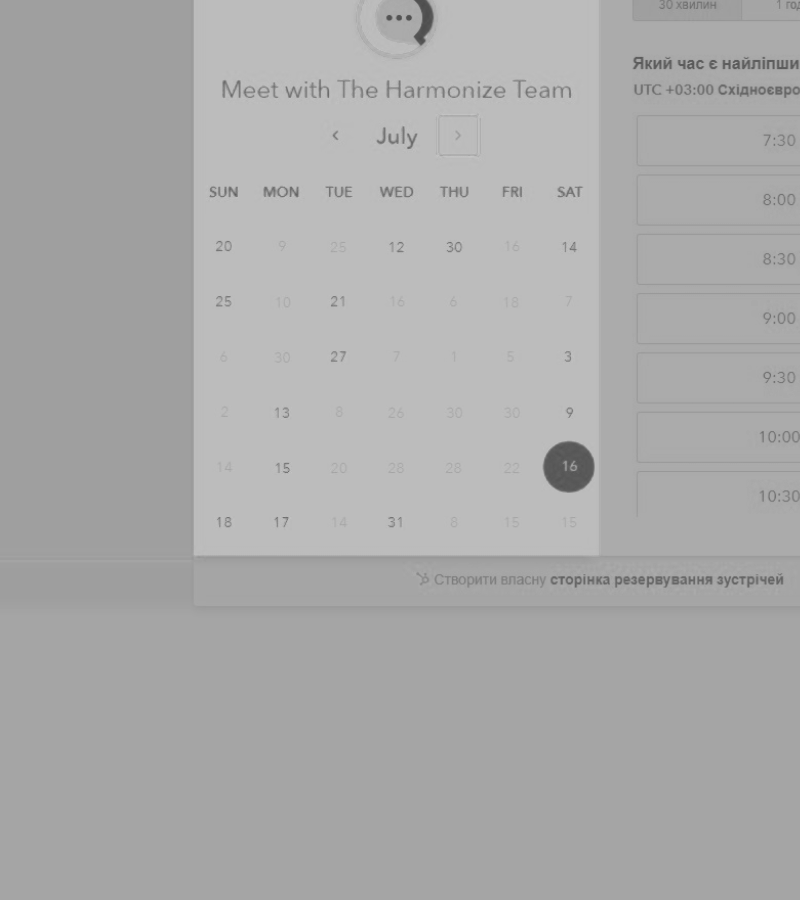 30 хвилин 1 год
Meet with The Harmonize Team
July
SUN MON TUE WED THU FRI SAT
20 9 25 12 30 16 14
25 10 21 16 6 18 7
6 30 27 7 1 5 3
2 13 8 26 30 30 9
14 15 20 28 28 22 16
18 17 14 31 8 15 15
Який час є найліпши
UTC +03:00 Східноєвро
7:30
8:00
8:30
9:00
9:30
10:00
10:30
Створити власну сторінка резервування зустрічей